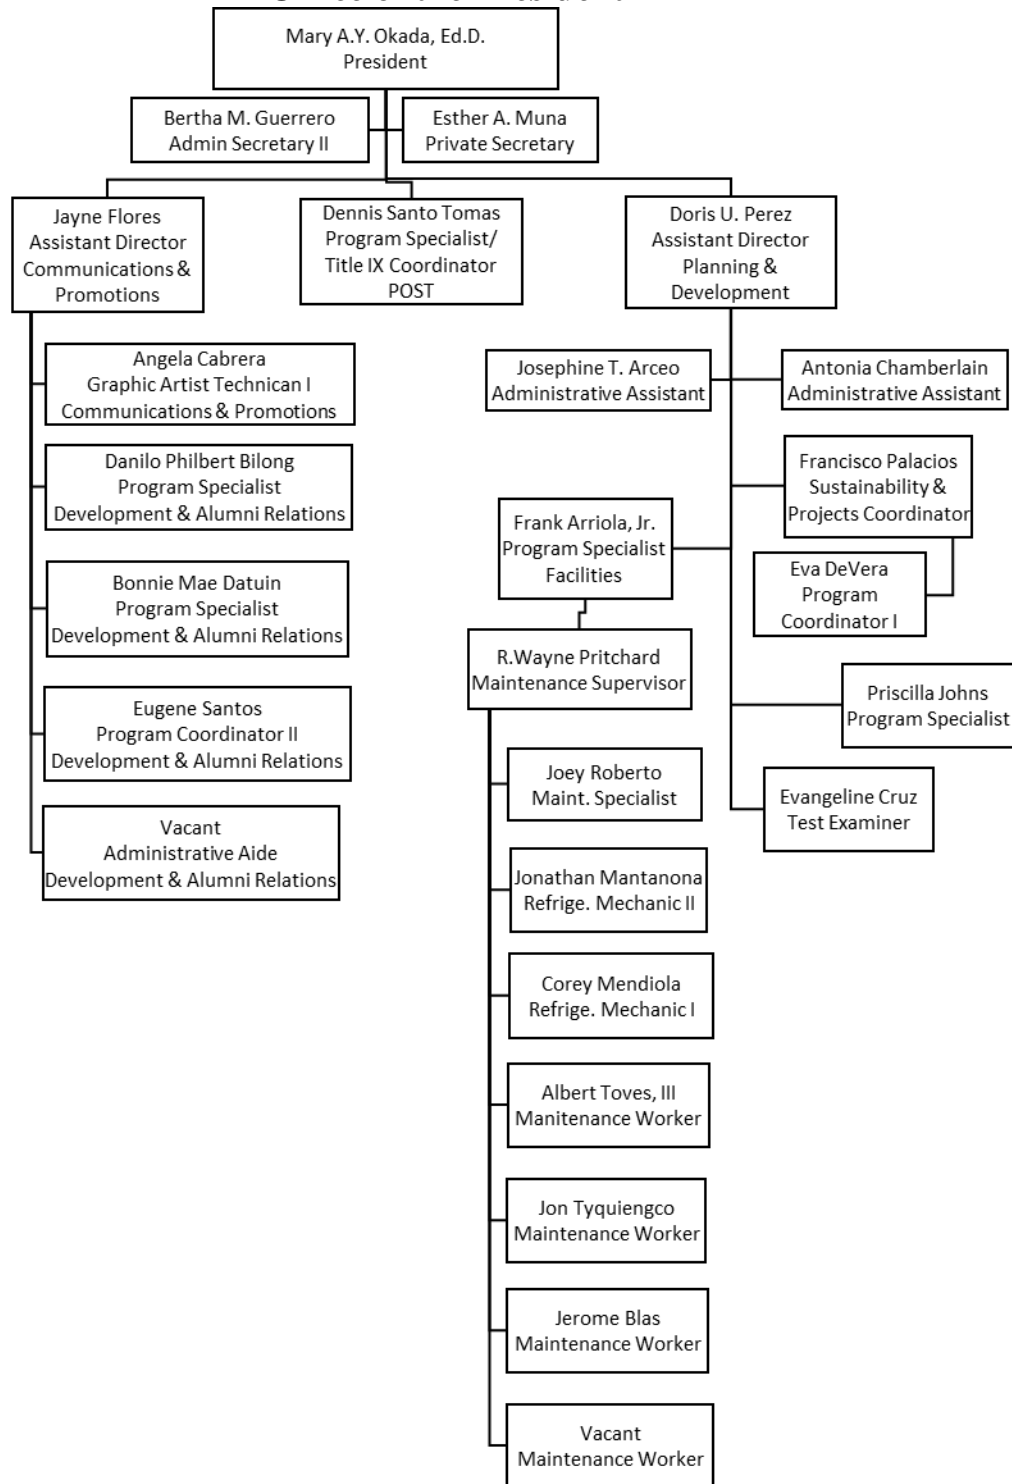 Mary A.Y. Okada, Ed.D.
President
Bertha M. Guerrero
Admin Secretary II
Esther A. Muna
Private Secretary
Jayne Flores
Assistant Director
Communications &
Promotions
Dennis Santo Tomas
Program Specialist/
Title IX Coordinator
POST
Doris U. Perez
Assistant Director
Planning &
Development
Angela Cabrera
Graphic Artist Technican I
Communications & Promotions
Danilo Philbert Bilong
Program Specialist
Development & Alumni Relations
Bonnie Mae Datuin
Program Specialist
Development & Alumni Relations
Eugene Santos
Program Coordinator II
Development & Alumni Relations
Vacant
Administrative Aide
Development & Alumni Relations
Josephine T. Arceo
Administrative Assistant
Antonia Chamberlain
Administrative Assistant
Francisco Palacios
Sustainability &
Projects Coordinator
Frank Arriola, Jr.
Program Specialist
Facilities
Eva DeVera
Program
Coordinator I
R.Wayne Pritchard
Maintenance Supervisor
Priscilla Johns
Program Specialist
Joey Roberto
Maint. Specialist
Evangeline Cruz
Test Examiner
Jonathan Mantanona
Refrige. Mechanic II
Corey Mendiola
Refrige. Mechanic I
Albert Toves, III
Manitenance Worker
Jon Tyquiengco
Maintenance Worker
Jerome Blas
Maintenance Worker
Vacant
Maintenance Worker